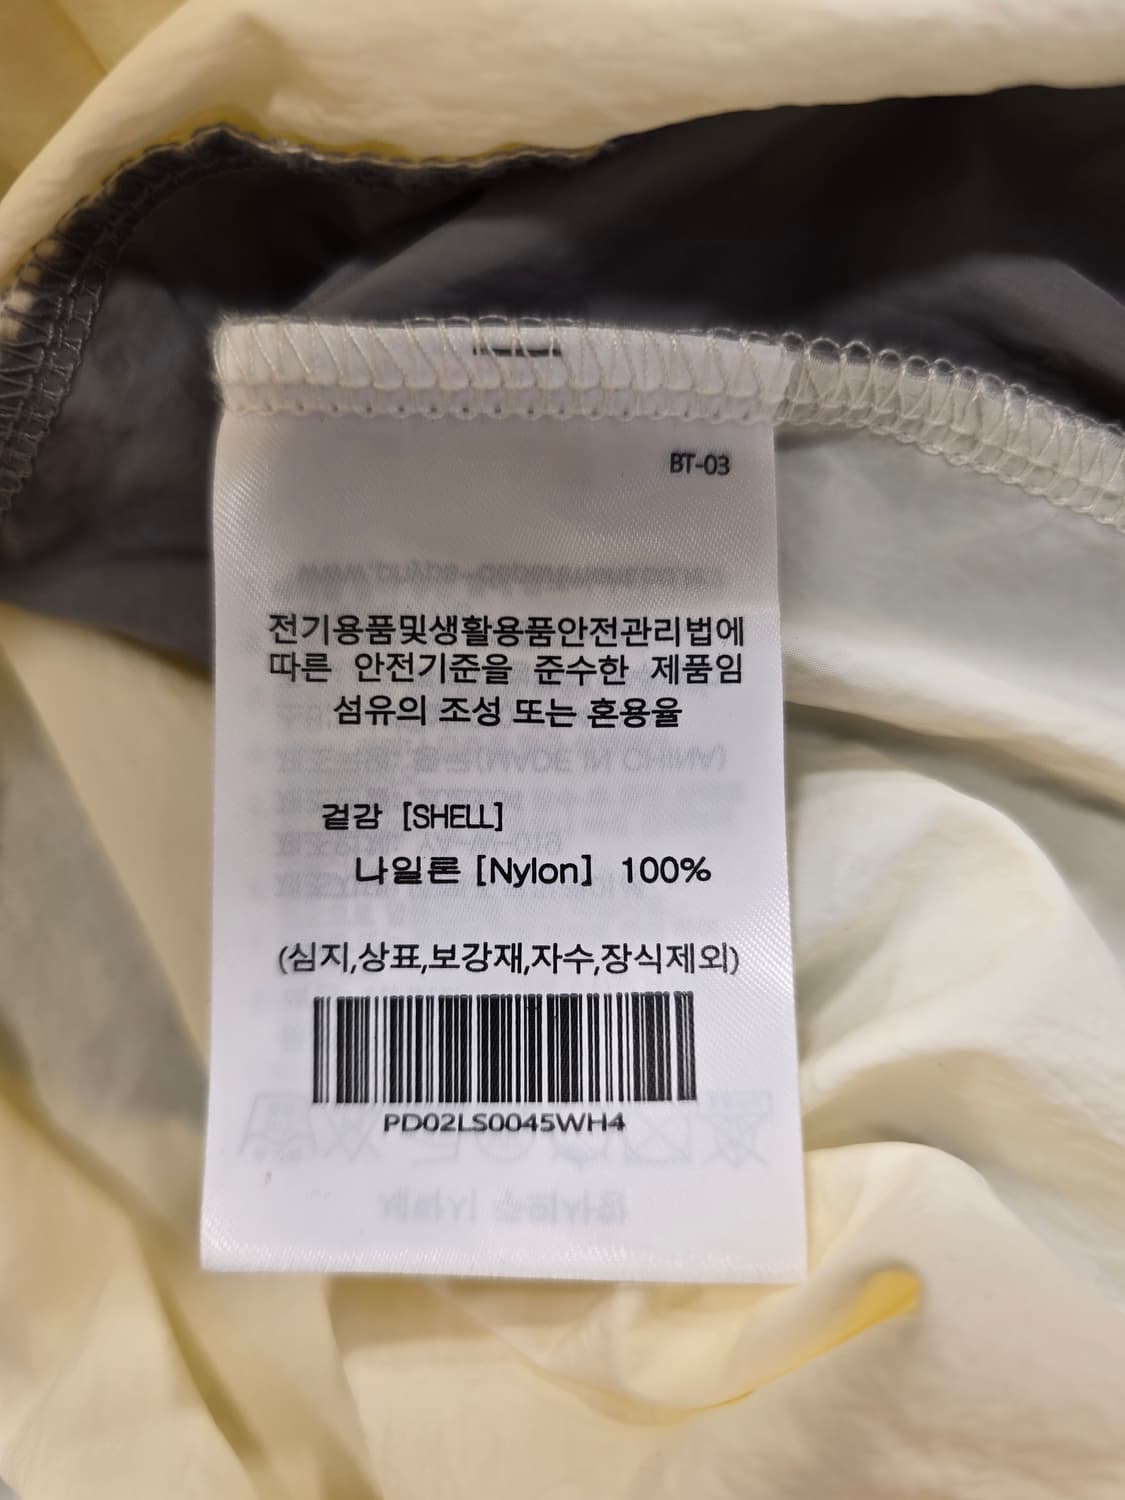 BT-03
전기용품및생활용품안전관리법에
따른 안전기준을 준수한 제품임
섬유의 조성 또는 혼용율
겉감 [SHELL]
나일론 [Nylon] 100%
(심지,상표,보강재,자수,장식제외)
PD02LS0045WH4